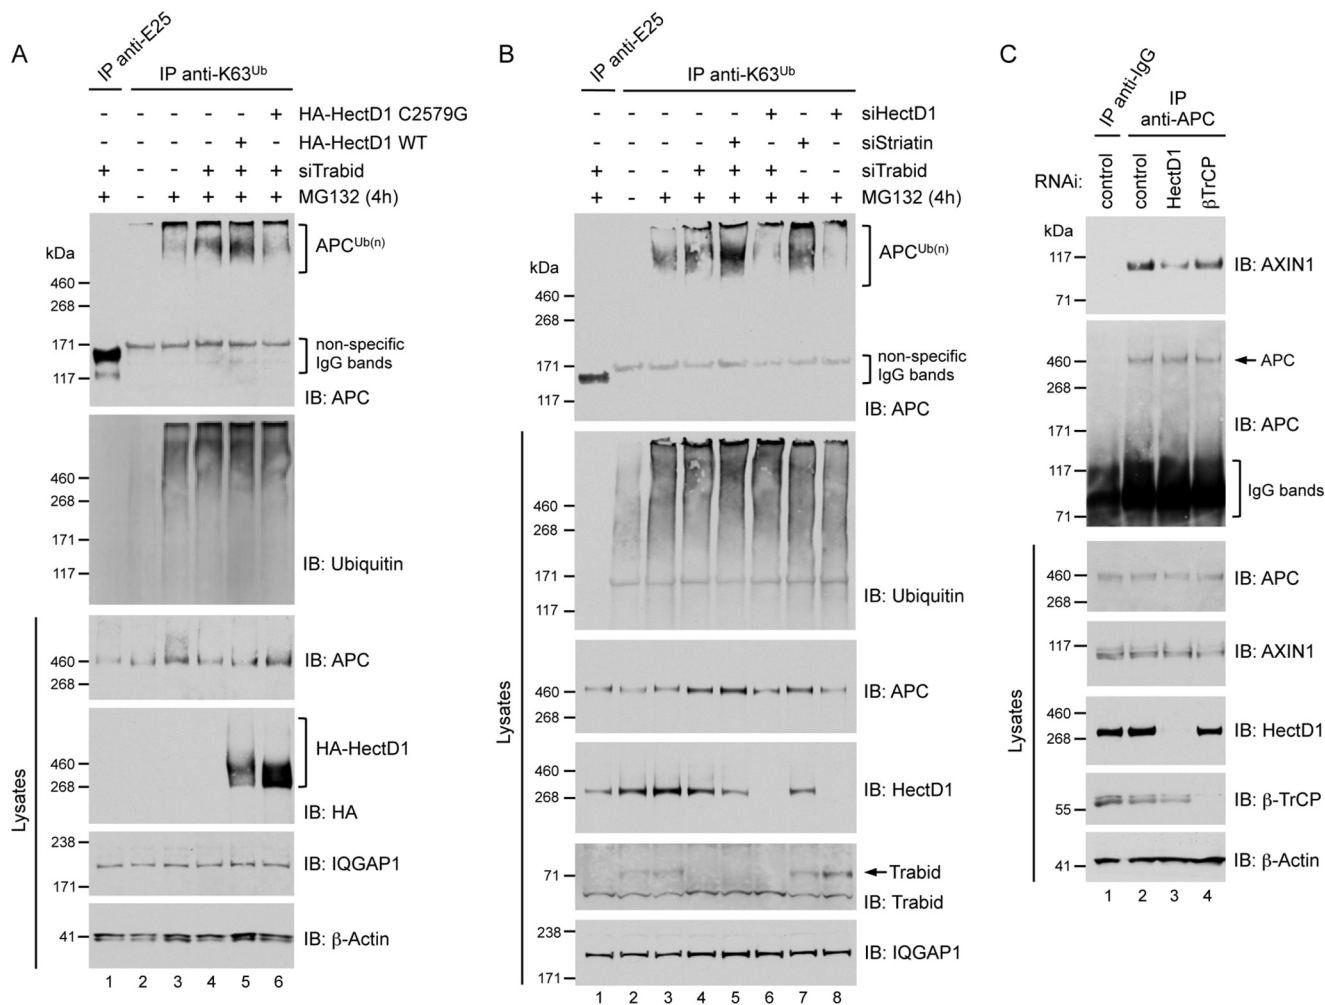 A
IP anti-E25
IP anti-K63Ub
- - - - - + HA-HectD1 C2579G
- - - - + - HA-HectD1 WT
+ - - + + + siTrabid
+ - + + + + MG132 (4h)
kDa
APCUb(n)
460
268
171
non-specific
IgG bands
117
IB: APC
460
268
171
117
IB: Ubiquitin
Lysates
460
IB: APC
268
HA-HectD1
460
268
IB: HA
238
IB: IQGAP1
171
41
IB: β-Actin
1 2 3 4 5 6
B
IP anti-E25
IP anti-K63Ub
- - - - - + - + siHectD1
- - - - + - + - siStriatin
+ - - + + + - - siTrabid
+ - + + + + + + MG132 (4h)
APCUb(n)
kDa
460
268
171
non-specific
IgG bands
117
IB: APC
Lysates
460
268
171
IB: Ubiquitin
117
460
IB: APC
268
460
268
IB: HectD1
71
Trabid
IB: Trabid
238
IB: IQGAP1
171
1 2 3 4 5 6 7 8
C
IP anti-IgG
IP
anti-APC
RNAi:
control
control
HectD1
βTrCP
kDa
117
IB: AXIN1
71
460
APC
268
171
IB: APC
117
IgG bands
71
Lysates
460
IB: APC
268
117
IB: AXIN1
460
268
IB: HectD1
55
IB: β-TrCP
41
IB: β-Actin
1 2 3 4